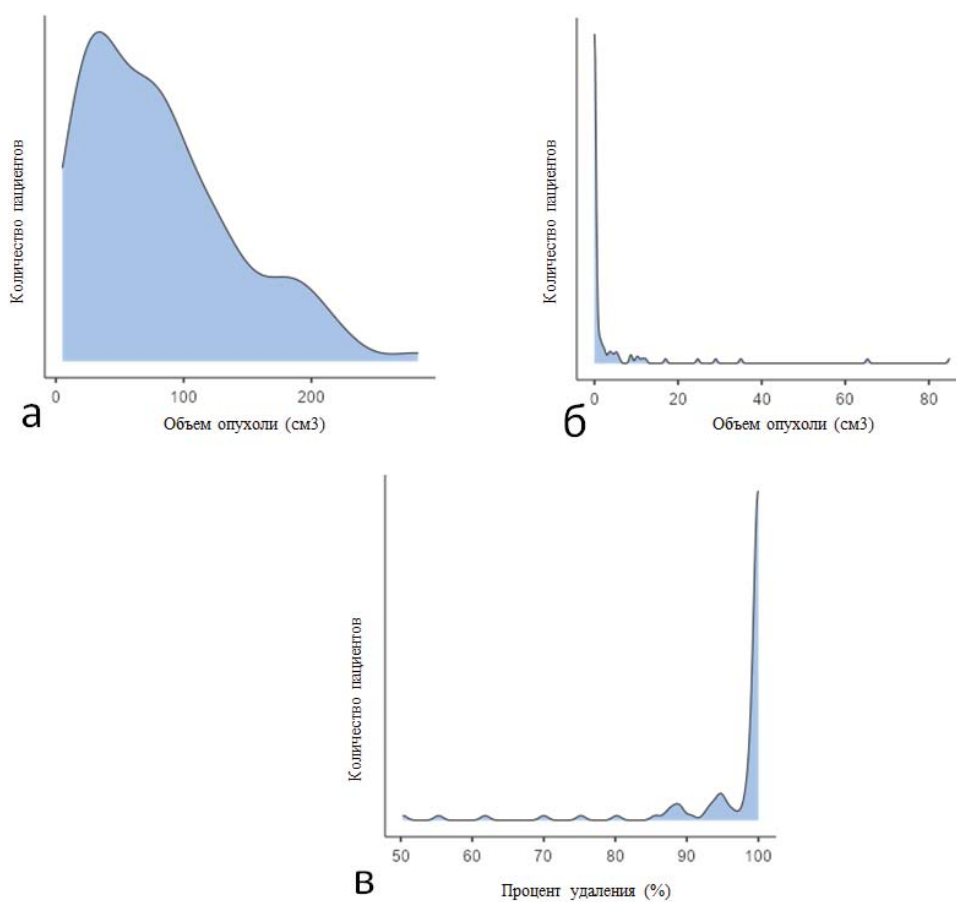 Количество пациентов
0 100 200
Объем опухоли (см3)
а
Количество пациентов
0 20 40 60 80
Объем опухоли (см3)
б
Количество пациентов
50 60 70 80 90 100
Процент удаления (%)
в